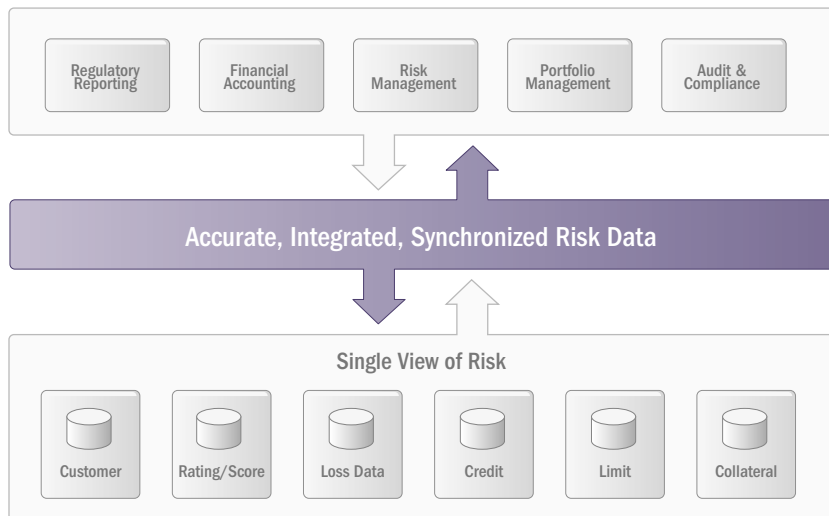 Regulatory
Reporting
Financial
Accounting
Risk
Management
Portfolio
Management
Audit &
Compliance
Accurate, Integrated, Synchronized Risk Data
Single View of Risk
Customer
Rating/Score
Loss Data
Credit
Limit
Collateral